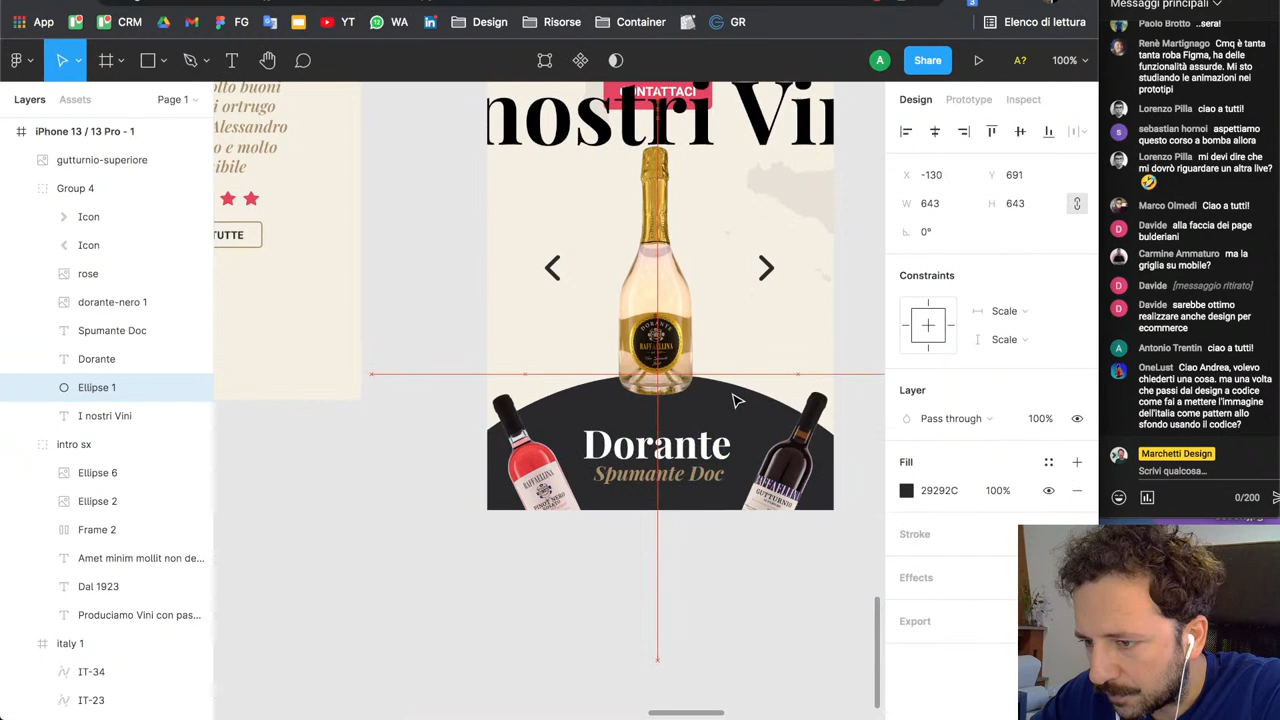 App
CRM
FG
YT
WA
Design
Risorse
Container
GR
Elenco di lettura
Messaggi principali
Share
A
A?
100%
Layers
Assets
Page 1
iPhone 13 / 13 Pro - 1
gutturnio-superiore
Group 4
Icon
Icon
rose
dorante-nero 1
Spumante Doc
Dorante
Ellipse 1
I nostri Vini
intro sx
Ellipse 6
Ellipse 2
Frame 2
Amet minim mollit non de...
Dal 1923
Produciamo Vini con pas...
italy 1
IT-34
IT-23
olto buoni
i ortrugo
Alessandro
o e molto
ibile
TUTTE
CONTATTACI
nostri Vin
DORANTE
RAFFAELLINA
Dorante
Spumante Doc
RAFFAELLINA
PINOT NERO
RAFFAELLINA
GUTTURNIO
Design
Prototype
Inspect
X -130
Y 691
W 643
H 643
0°
Constraints
Scale
Scale
Layer
Pass through
100%
Fill
29292C
100%
Stroke
Effects
Export
Paolo Brotto ..sera!
Renè Martignago Cmq è tanta
tanta roba Figma, ha delle
funzionalità assurde. Mi sto
studiando le animazioni nei
prototipi
Lorenzo Pilla ciao a tutti!
sebastian hornoi aspettiamo
questo corso a bomba allora
Lorenzo Pilla mi devi dire che
mi dovrò riguardare un altra live?
Marco Olmedi Ciao a tutti!
Davide alla faccia dei page
bulderiani
Carmine Ammaturo ma la
griglia su mobile?
Davide [messaggio ritirato]
Davide sarebbe ottimo
realizzare anche design per
ecommerce
Antonio Trentin ciao a tutti!
OneLust Ciao Andrea, volevo
chiederti una cosa. ma una volta
che passi dal design a codice
come fai a mettere l'immagine
dell'italia come pattern allo
sfondo usando il codice?
Marchetti Design
Scrivi qualcosa...
0/200